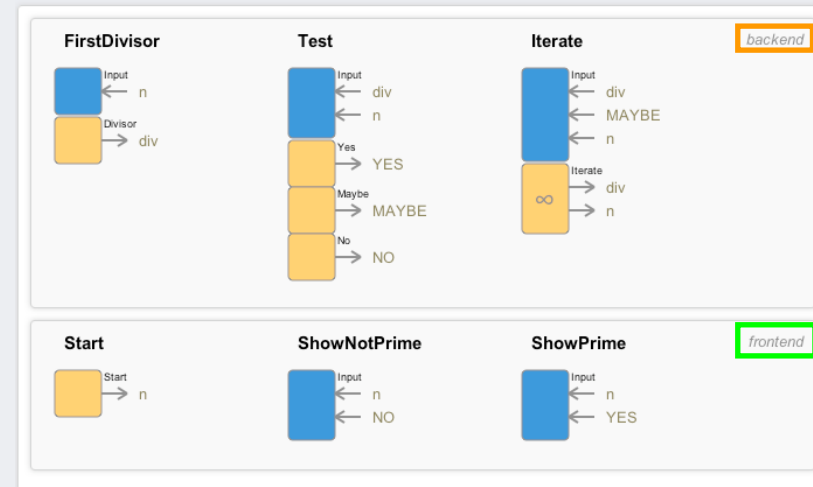 FirstDivisor
Test
Iterate
backend
Input
n
Divisor
div
Input
div
n
Yes
YES
Maybe
MAYBE
No
NO
Input
div
MAYBE
n
Iterate
∞
div
n
Start
ShowNotPrime
ShowPrime
frontend
Start
n
Input
n
NO
Input
n
YES